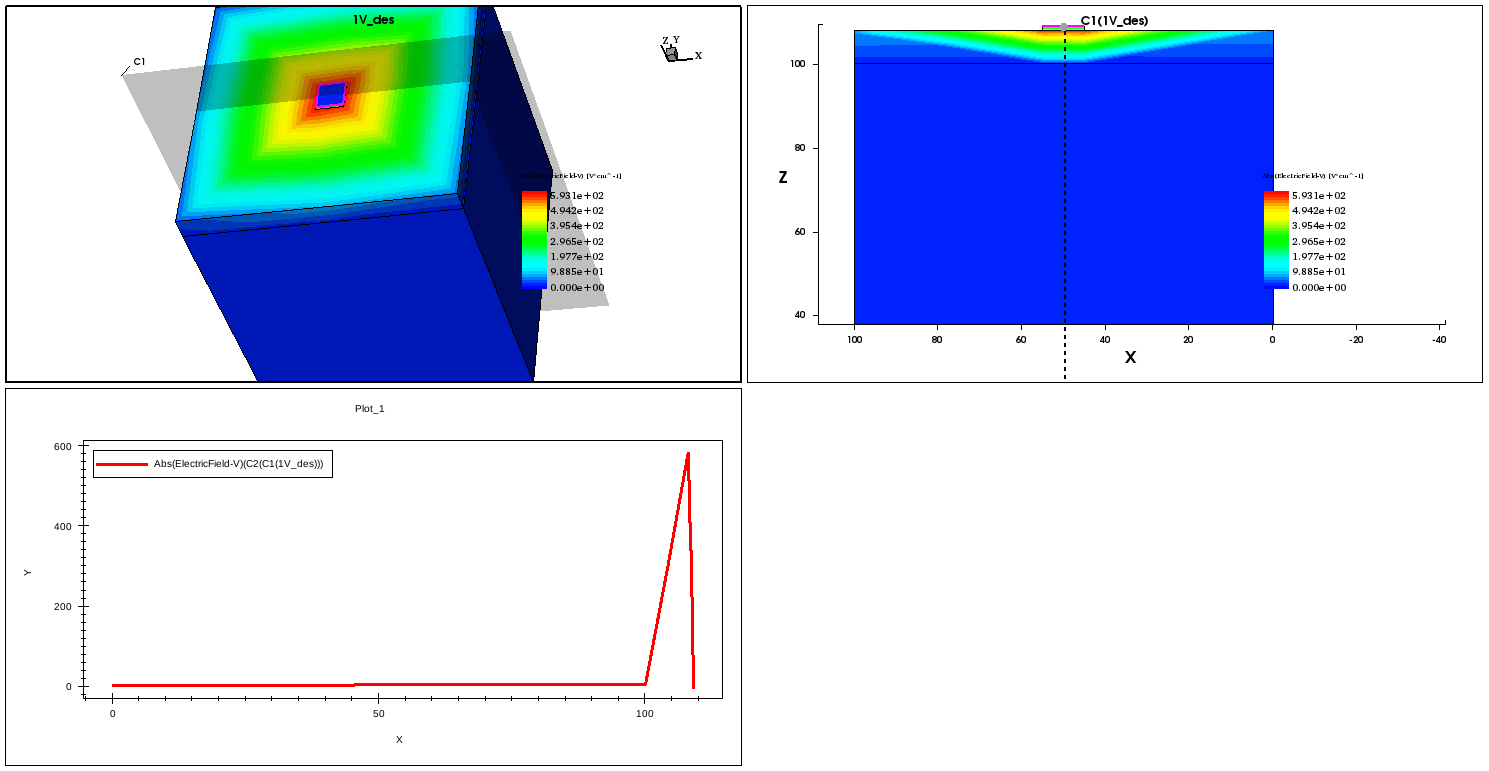 1V_des
C1
Z Y
X
(ElectricField-V) [V*cm^-1]
5.931e+02
4.942e+02
3.954e+02
2.965e+02
1.977e+02
9.885e+01
0.000e+00
C1(1V_des)
100
80
60
40
Z
100 80 60 40 20 0 -20 -40
X
Abs(ElectricField-V) [V*cm^-1]
5.931e+02
4.942e+02
3.954e+02
2.965e+02
1.977e+02
9.885e+01
0.000e+00
Plot_1
Abs(ElectricField-V)(C2(C1(1V_des)))
600
400
200
0
Y
0 50 100
X